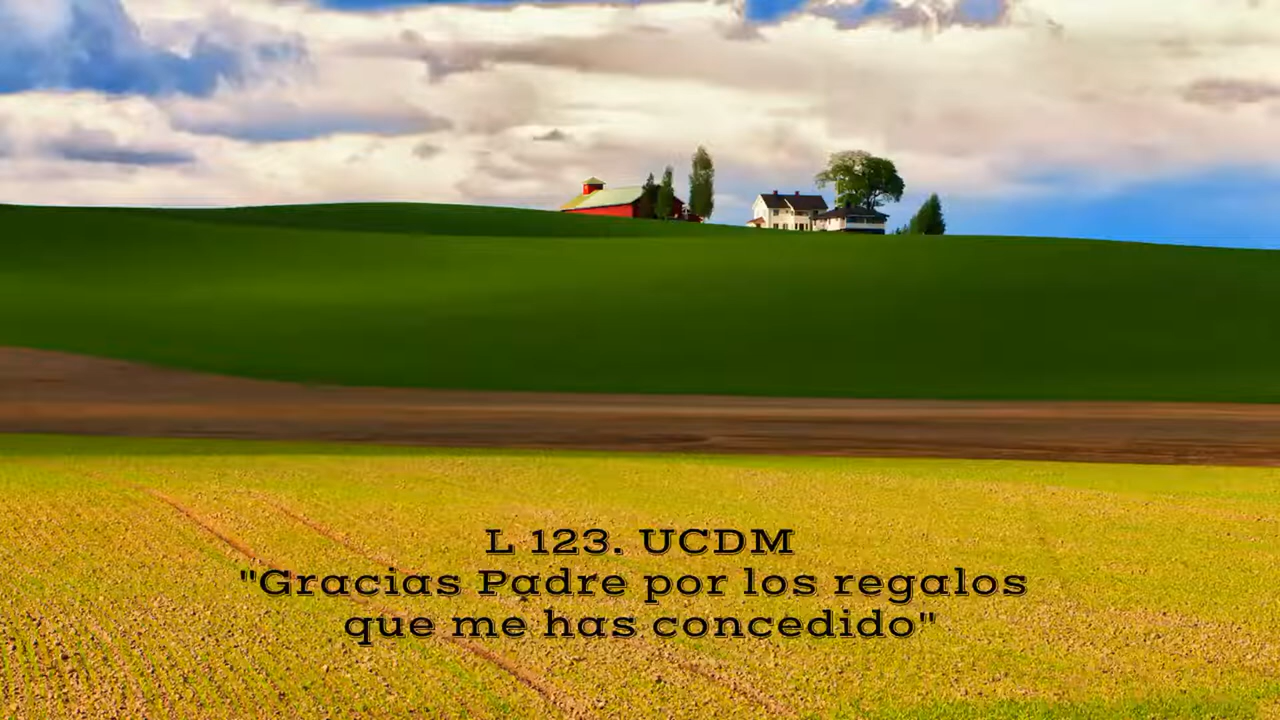 L 123. UCDM
"Gracias Padre por los regalos
que me has concedido"